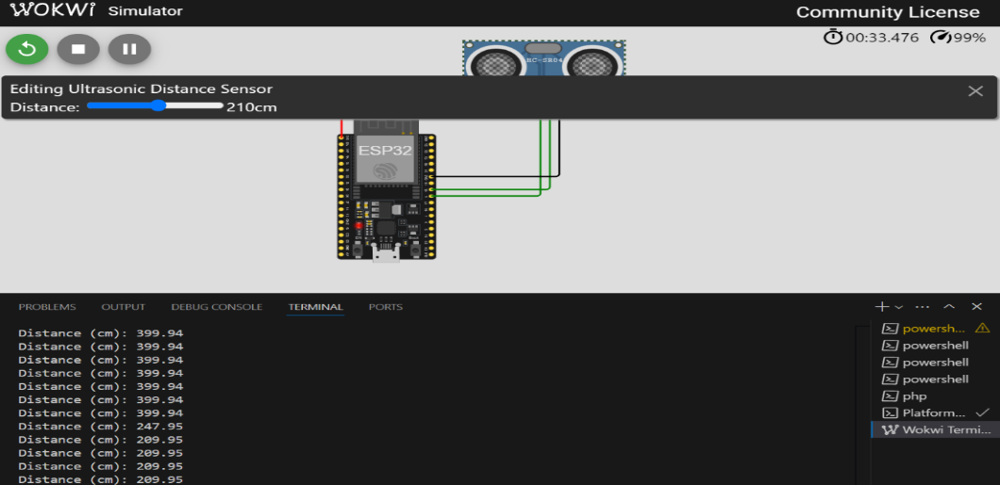 WOKWi Simulator
Community License
00:33.476 99%
HC-SR04
Editing Ultrasonic Distance Sensor
Distance: 210cm
ESP32
PROBLEMS OUTPUT DEBUG CONSOLE TERMINAL PORTS
Distance (cm): 399.94
Distance (cm): 399.94
Distance (cm): 399.94
Distance (cm): 399.94
Distance (cm): 399.94
Distance (cm): 399.94
Distance (cm): 399.94
Distance (cm): 247.95
Distance (cm): 209.95
Distance (cm): 209.95
Distance (cm): 209.95
Distance (cm): 209.95
powersh...
powershell
powershell
powershell
php
Platform...
Wokwi Termi...